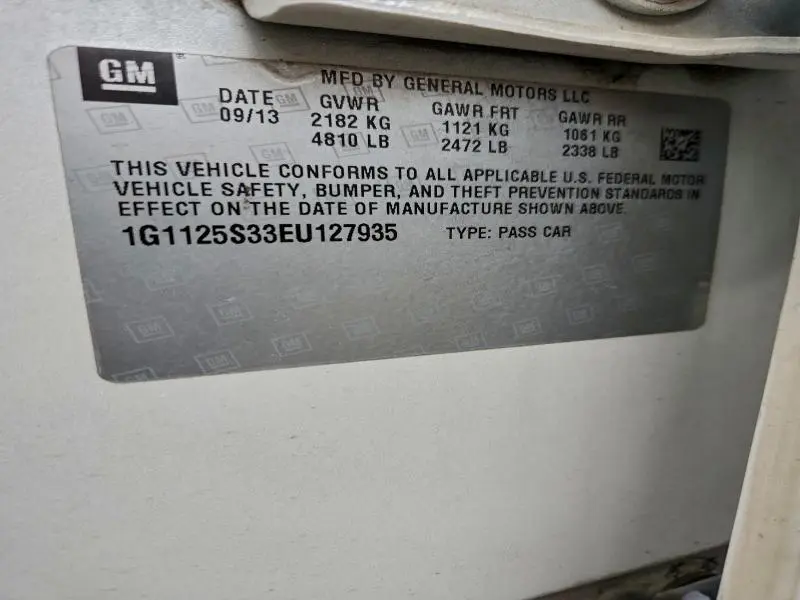 GM
MFD BY GENERAL MOTORS LLC
DATE GVWR GAWR FRT GAWR RR
09/13 2182 KG 1121 KG 1061 KG
4810 LB 2472 LB 2338 LB
THIS VEHICLE CONFORMS TO ALL APPLICABLE U.S. FEDERAL MOTOR
VEHICLE SAFETY, BUMPER, AND THEFT PREVENTION STANDARDS IN
EFFECT ON THE DATE OF MANUFACTURE SHOWN ABOVE.
1G1125S33EU127935 TYPE: PASS CAR